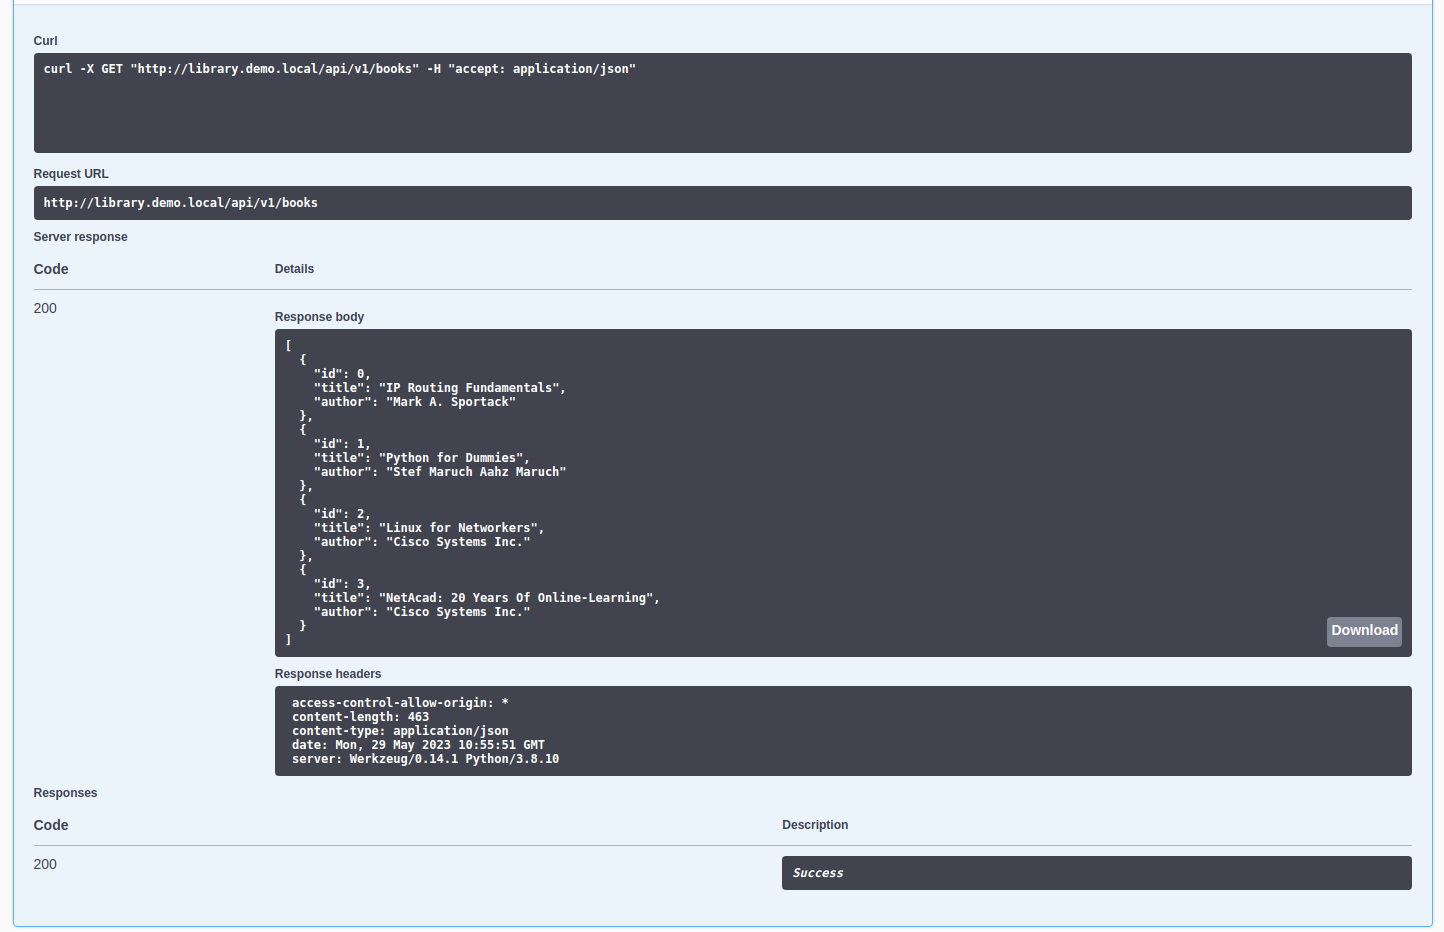 Curl
curl -X GET "http://library.demo.local/api/v1/books" -H "accept: application/json"
Request URL
http://library.demo.local/api/v1/books
Server response
Code Details
200
Response body
[
  {
    "id": 0,
    "title": "IP Routing Fundamentals",
    "author": "Mark A. Sportack"
  },
  {
    "id": 1,
    "title": "Python for Dummies",
    "author": "Stef Maruch Aahz Maruch"
  },
  {
    "id": 2,
    "title": "Linux for Networkers",
    "author": "Cisco Systems Inc."
  },
  {
    "id": 3,
    "title": "NetAcad: 20 Years Of Online-Learning",
    "author": "Cisco Systems Inc."
  }
]
Download
Response headers
access-control-allow-origin: *
content-length: 463
content-type: application/json
date: Mon, 29 May 2023 10:55:51 GMT
server: Werkzeug/0.14.1 Python/3.8.10
Responses
Code Description
200
Success